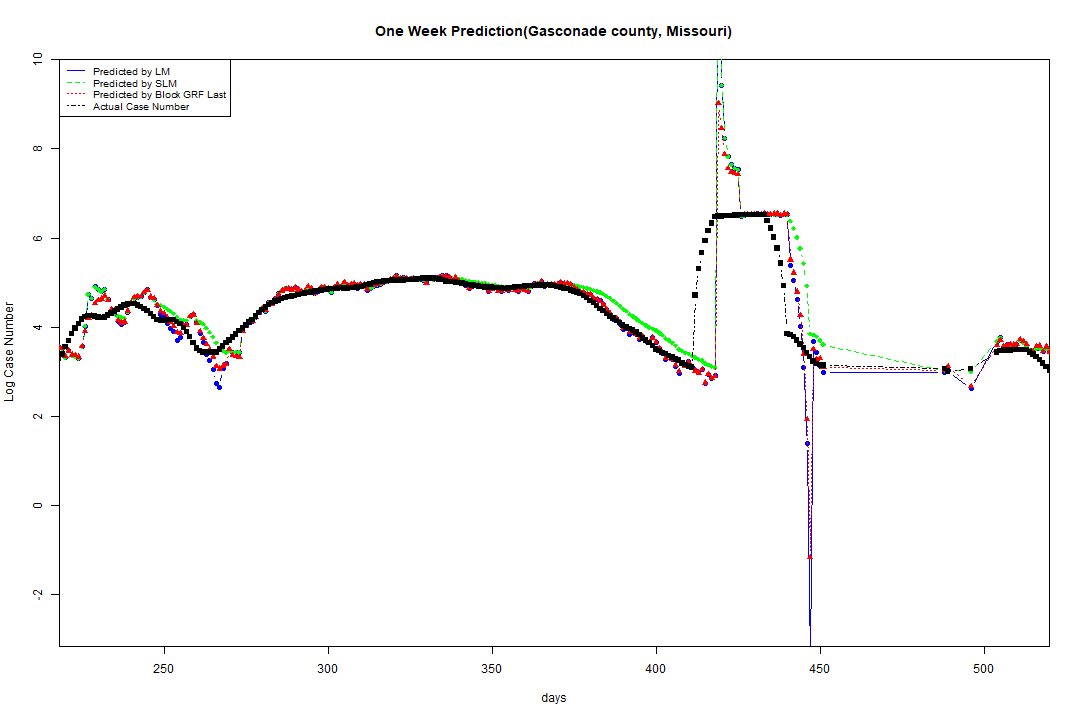 One Week Prediction(Gasconade county, Missouri)
Predicted by LM
Predicted by SLM
Predicted by Block GRF Last
Actual Case Number
10
8
6
4
2
0
-2
Log Case Number
250
300
350
400
450
500
days